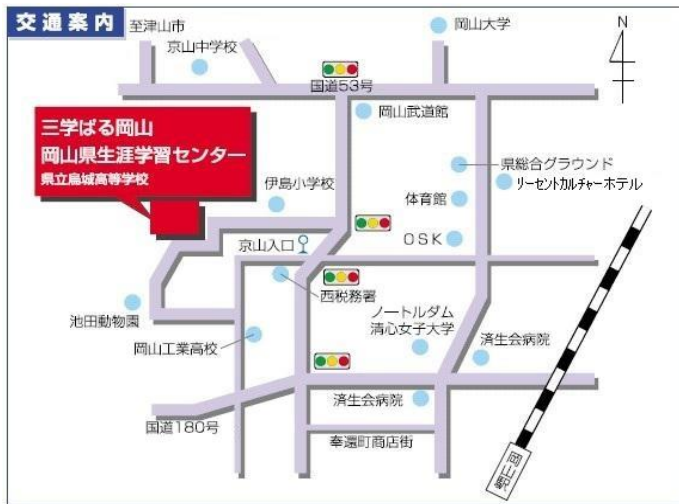 交通案内
至津山市
岡山大学
N
京山中学校
国道53号
岡山武道館
三学ぱる岡山
岡山県生涯学習センター
県立烏城高等学校
県総合グラウンド
リーセントカルチャーホテル
伊島小学校
体育館
京山入口
OSK
西税務署
池田動物園
ノートルダム
清心女子大学
岡山工業高校
済生会病院
済生会病院
国道180号
奉還町商店街
岡山駅